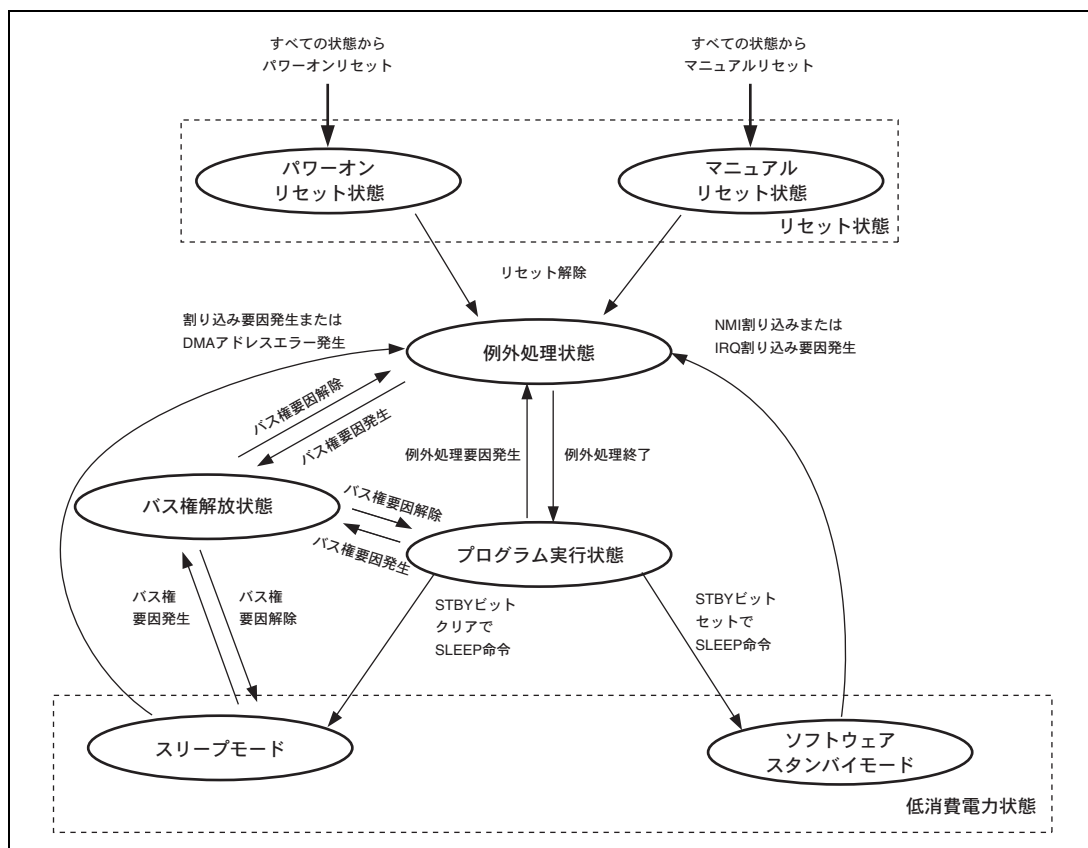 すべての状態から
パワーオンリセット
すべての状態から
マニュアルリセット
パワーオン
リセット状態
マニュアル
リセット状態
リセット状態
リセット解除
割り込み要因発生または
DMAアドレスエラー発生
NMI割り込みまたは
IRQ割り込み要因発生
例外処理状態
バス権要因解除
バス権要因発生
例外処理要因発生
例外処理終了
バス権解放状態
バス権要因解除
バス権要因発生
プログラム実行状態
バス権
要因発生
バス権
要因解除
STBYビット
クリアで
SLEEP命令
STBYビット
セットで
SLEEP命令
スリープモード
ソフトウェア
スタンバイモード
低消費電力状態